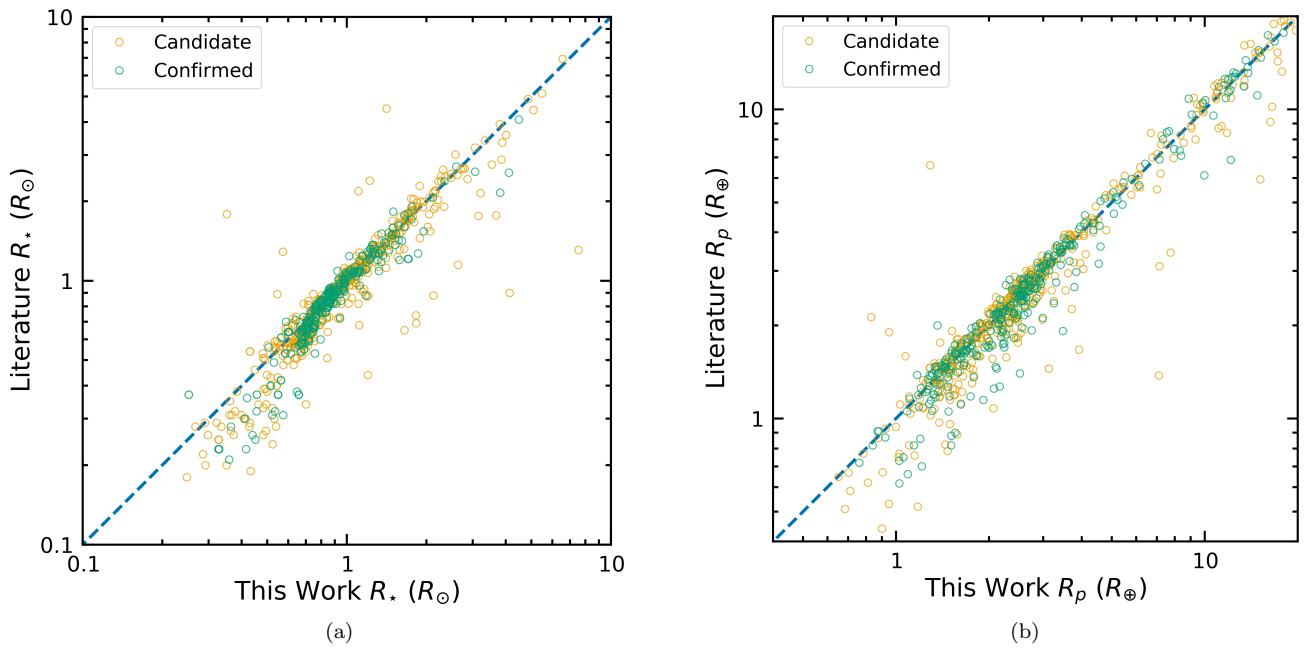 10
Candidate
Confirmed
Literature R⋆ (R⊙)
1
0.1
0.1
1
10
This Work R⋆ (R⊙)
(a)
Candidate
Confirmed
10
Literature Rp (R⊕)
1
1
10
This Work Rp (R⊕)
(b)